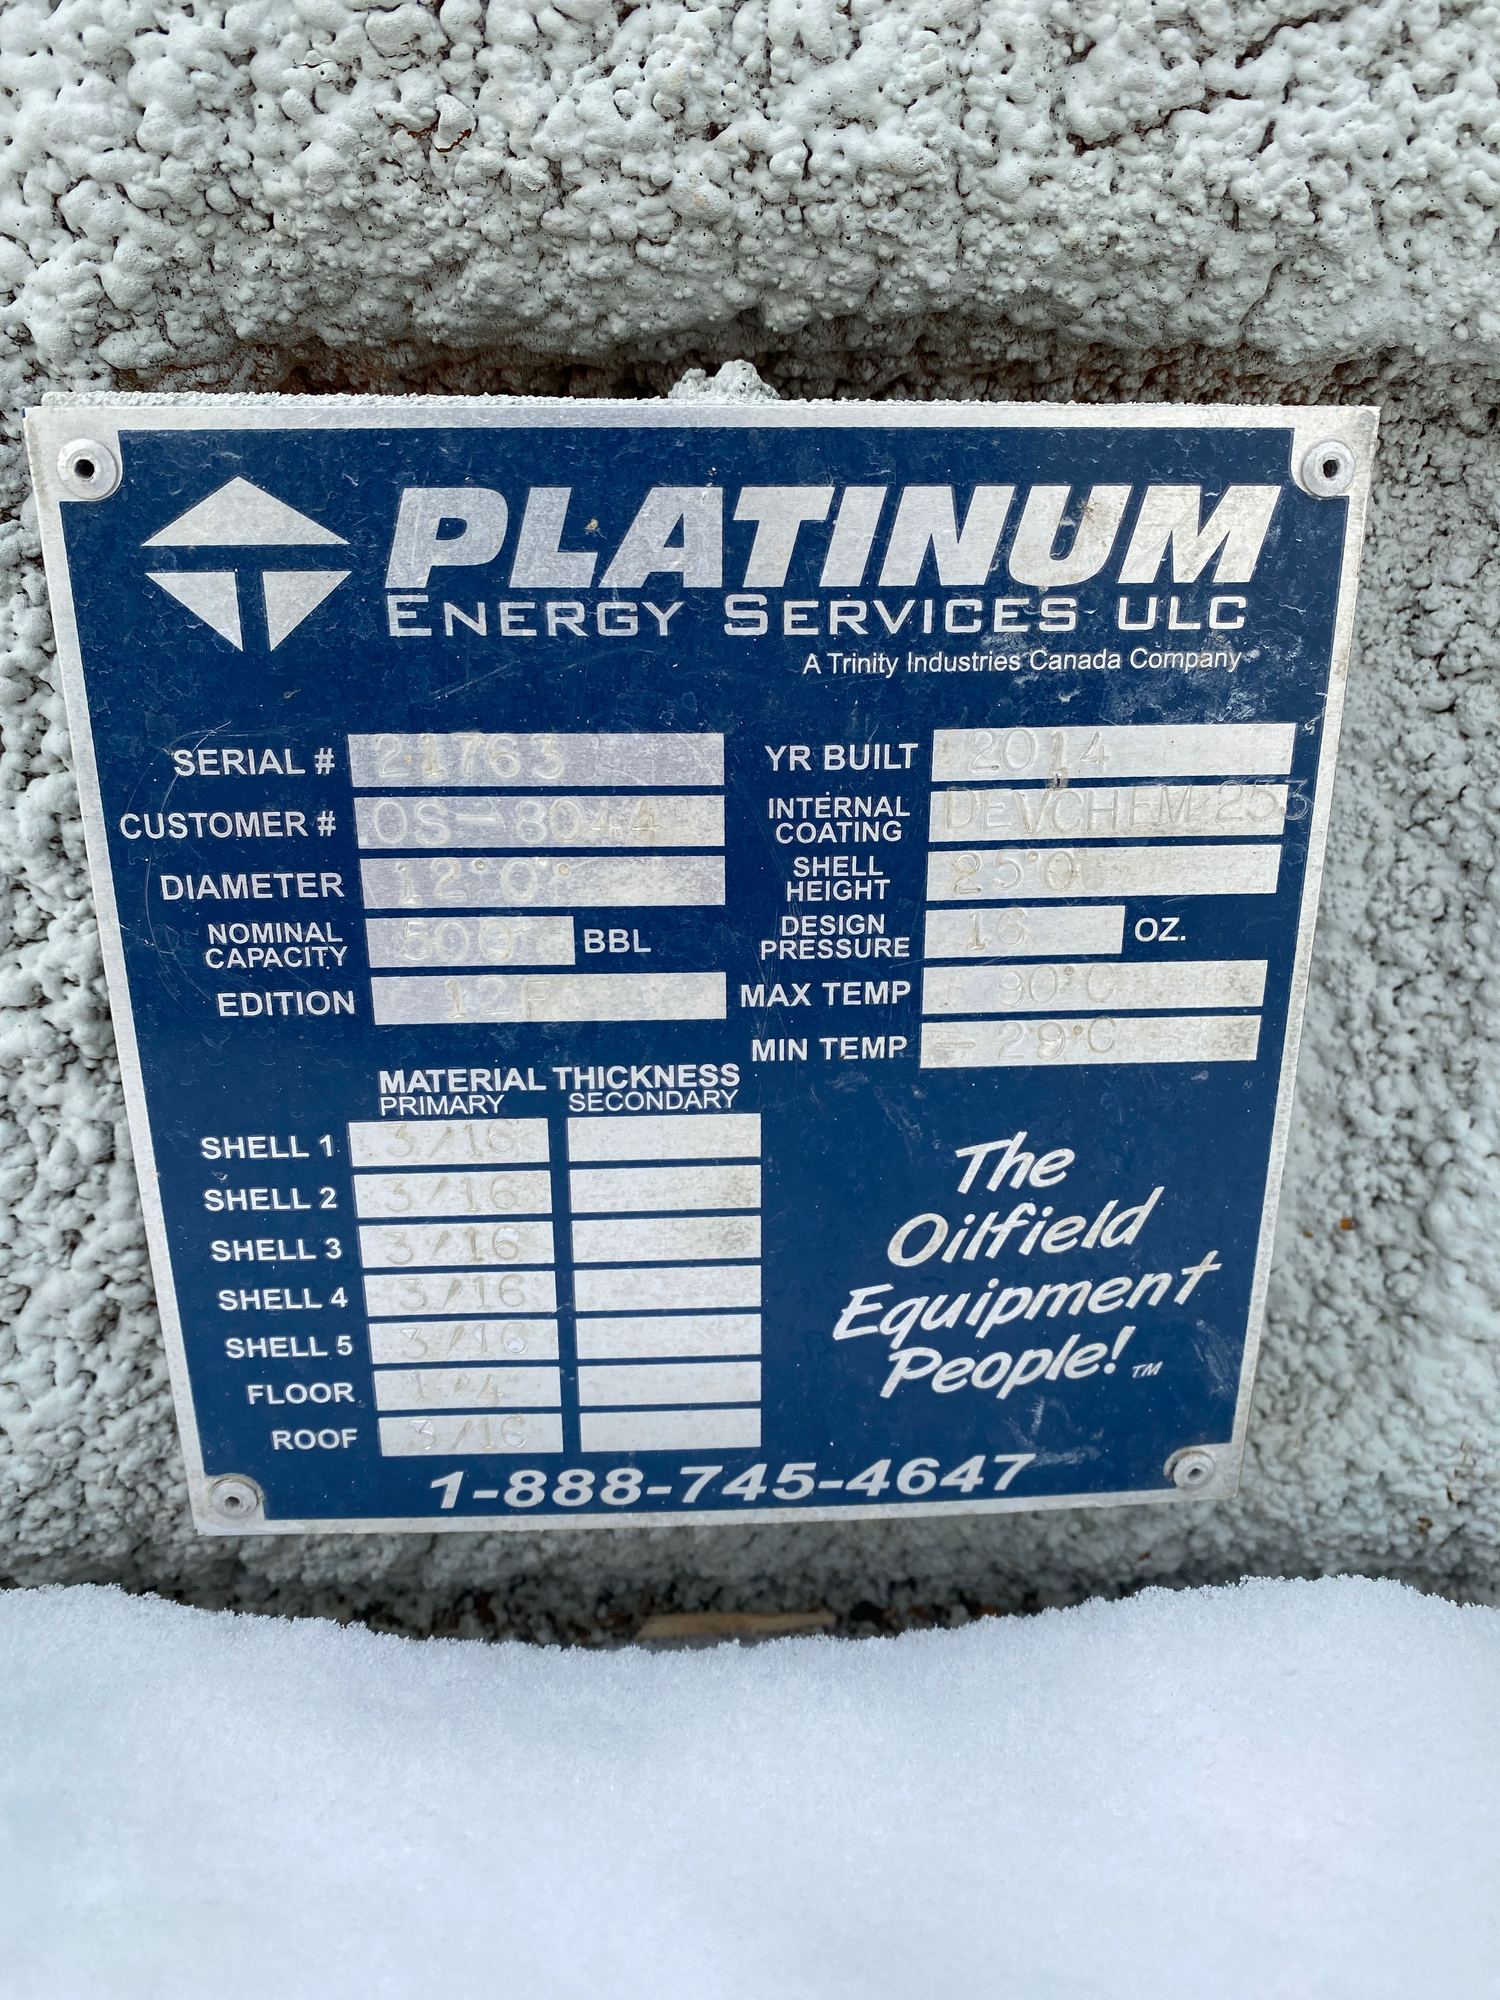 PLATINUM
ENERGY SERVICES ULC
A Trinity Industries Canada Company
SERIAL # 21763
YR BUILT 2014
CUSTOMER # OS-8044
INTERNAL COATING DEVCHEM 253
DIAMETER 12°0°
SHELL HEIGHT 25°0
NOMINAL CAPACITY 500 BBL
DESIGN PRESSURE 16 OZ.
EDITION 12F
MAX TEMP 90°C
MIN TEMP -29°C
MATERIAL THICKNESS
PRIMARY SECONDARY
SHELL 1 3/16
SHELL 2 3/16
SHELL 3 3/16
SHELL 4 3/16
SHELL 5 3/16
FLOOR 1/4
ROOF 3/16
The
Oilfield
Equipment
People!™
1-888-745-4647